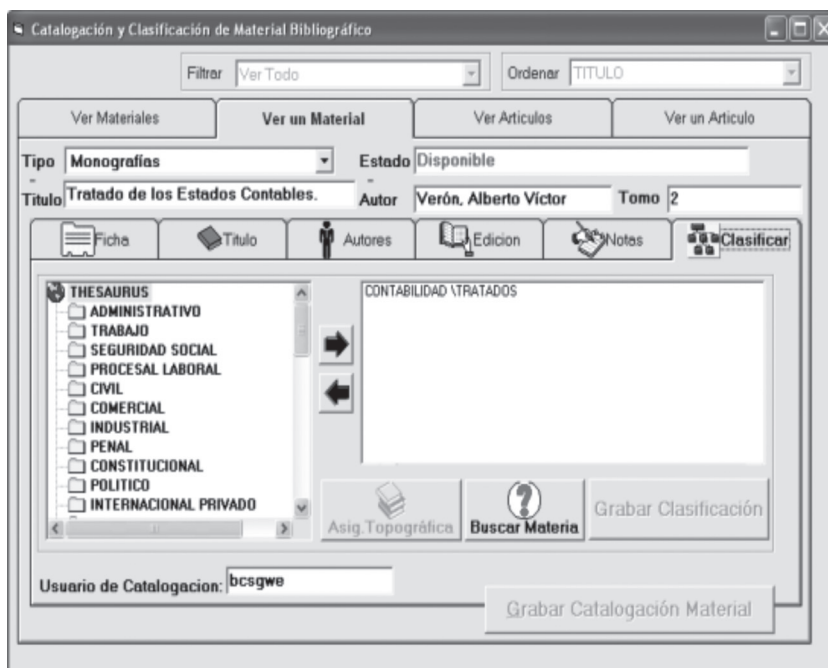 Catalogación y Clasificación de Material Bibliográfico
Filtrar Ver Todo Ordenar TITULO
Ver Materiales Ver un Material Ver Articulos Ver un Articulo
Tipo Monografías Estado Disponible
Titulo Tratado de los Estados Contables. Autor Verón, Alberto Víctor Tomo 2
Ficha Titulo Autores Edicion Notas Clasificar
THESAURUS
ADMINISTRATIVO
TRABAJO
SEGURIDAD SOCIAL
PROCESAL LABORAL
CIVIL
COMERCIAL
INDUSTRIAL
PENAL
CONSTITUCIONAL
POLITICO
INTERNACIONAL PRIVADO
CONTABILIDAD \TRATADOS
Asig.Topográfica Buscar Materia Grabar Clasificación
Usuario de Catalogacion: bcsgwe
Grabar Catalogación Material